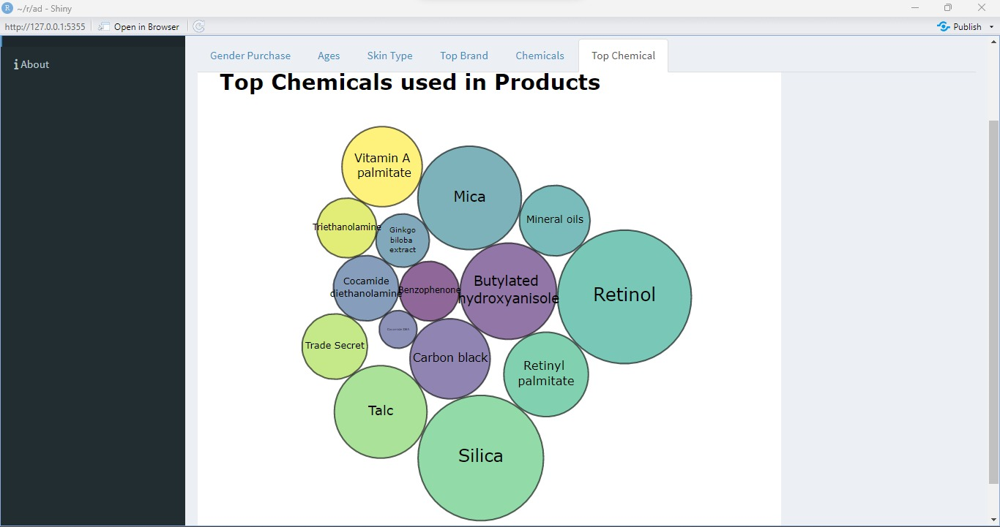 R ~/r/ad - Shiny
http://127.0.0.1:5355 Open in Browser Publish
About
Gender Purchase Ages Skin Type Top Brand Chemicals Top Chemical
Top Chemicals used in Products
Vitamin A
palmitate
Mica
Mineral oils
Triethanolamine
Ginkgo
biloba
extract
Cocamide
diethanolamine
Benzophenone
Butylated
hydroxyanisole
Retinol
Cocamide DEA
Trade Secret
Carbon black
Retinyl
palmitate
Talc
Silica